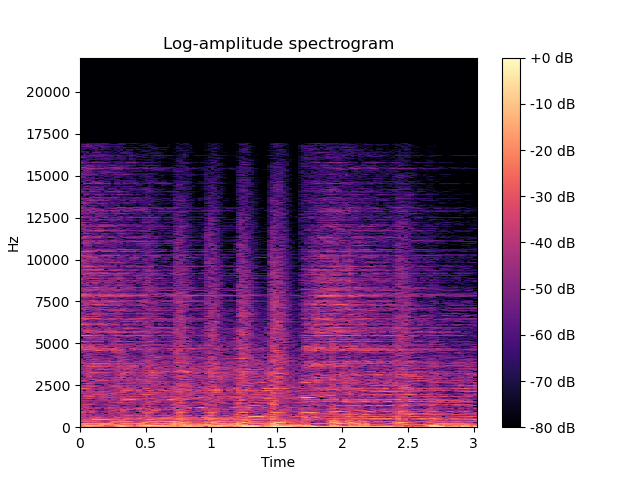 Log-amplitude spectrogram
Hz
20000
17500
15000
12500
10000
7500
5000
2500
0
0 0.5 1 1.5 2 2.5 3
Time
+0 dB
-10 dB
-20 dB
-30 dB
-40 dB
-50 dB
-60 dB
-70 dB
-80 dB